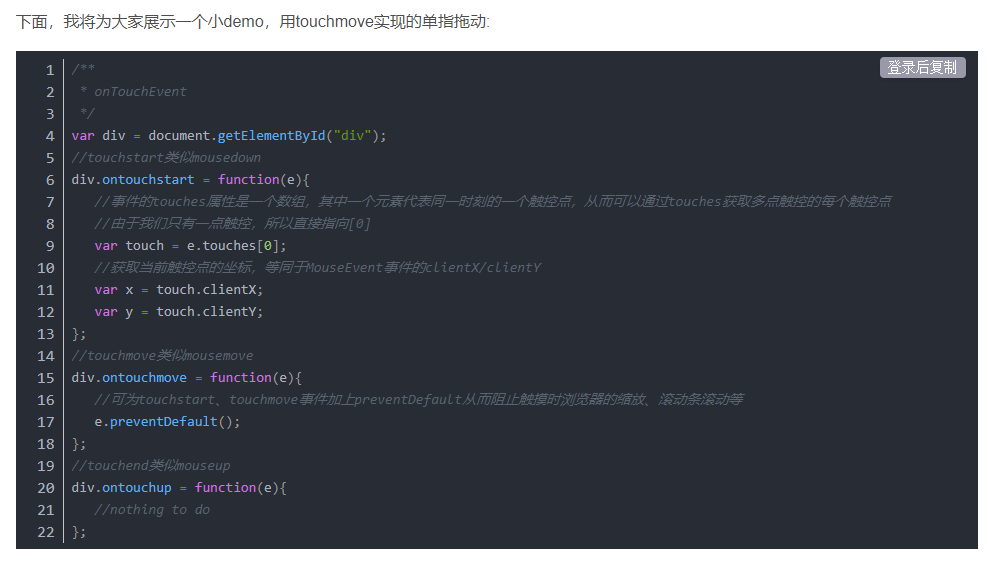 下面，我将为大家展示一个小demo，用touchmove实现的单指拖动:
登录后复制
1 /**
2  * onTouchEvent
3  */
4 var div = document.getElementById("div");
5 //touchstart类似mousedown
6 div.ontouchstart = function(e){
7    //事件的touches属性是一个数组，其中一个元素代表同一时刻的一个触控点，从而可以通过touches获取多点触控的每个触控点
8    //由于我们只有一点触控，所以直接指向[0]
9    var touch = e.touches[0];
10    //获取当前触控点的坐标，等同于MouseEvent事件的clientX/clientY
11    var x = touch.clientX;
12    var y = touch.clientY;
13 };
14 //touchmove类似mousemove
15 div.ontouchmove = function(e){
16    //可为touchstart、touchmove事件加上preventDefault从而阻止触摸时浏览器的缩放、滚动条滚动等
17    e.preventDefault();
18 };
19 //touchend类似mouseup
20 div.ontouchup = function(e){
21    //nothing to do
22 };